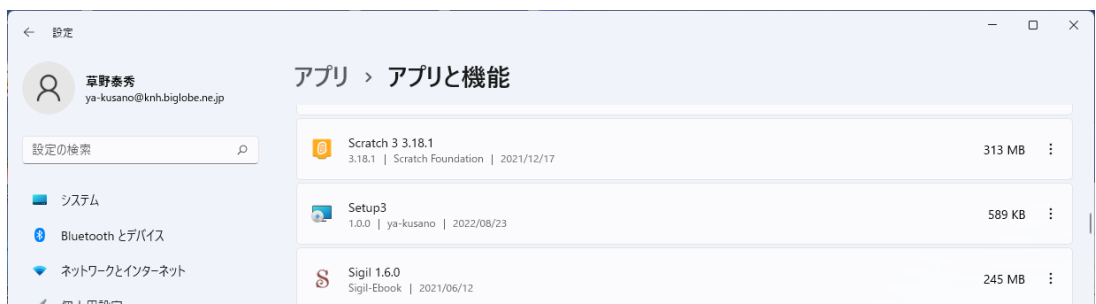 設定
草野泰秀
ya-kusano@knh.biglobe.ne.jp
設定の検索
システム
Bluetooth とデバイス
ネットワークとインターネット
アプリ › アプリと機能
Scratch 3 3.18.1
3.18.1 | Scratch Foundation | 2021/12/17
313 MB
Setup3
1.0.0 | ya-kusano | 2022/08/23
589 KB
Sigil 1.6.0
Sigil-Ebook | 2021/06/12
245 MB